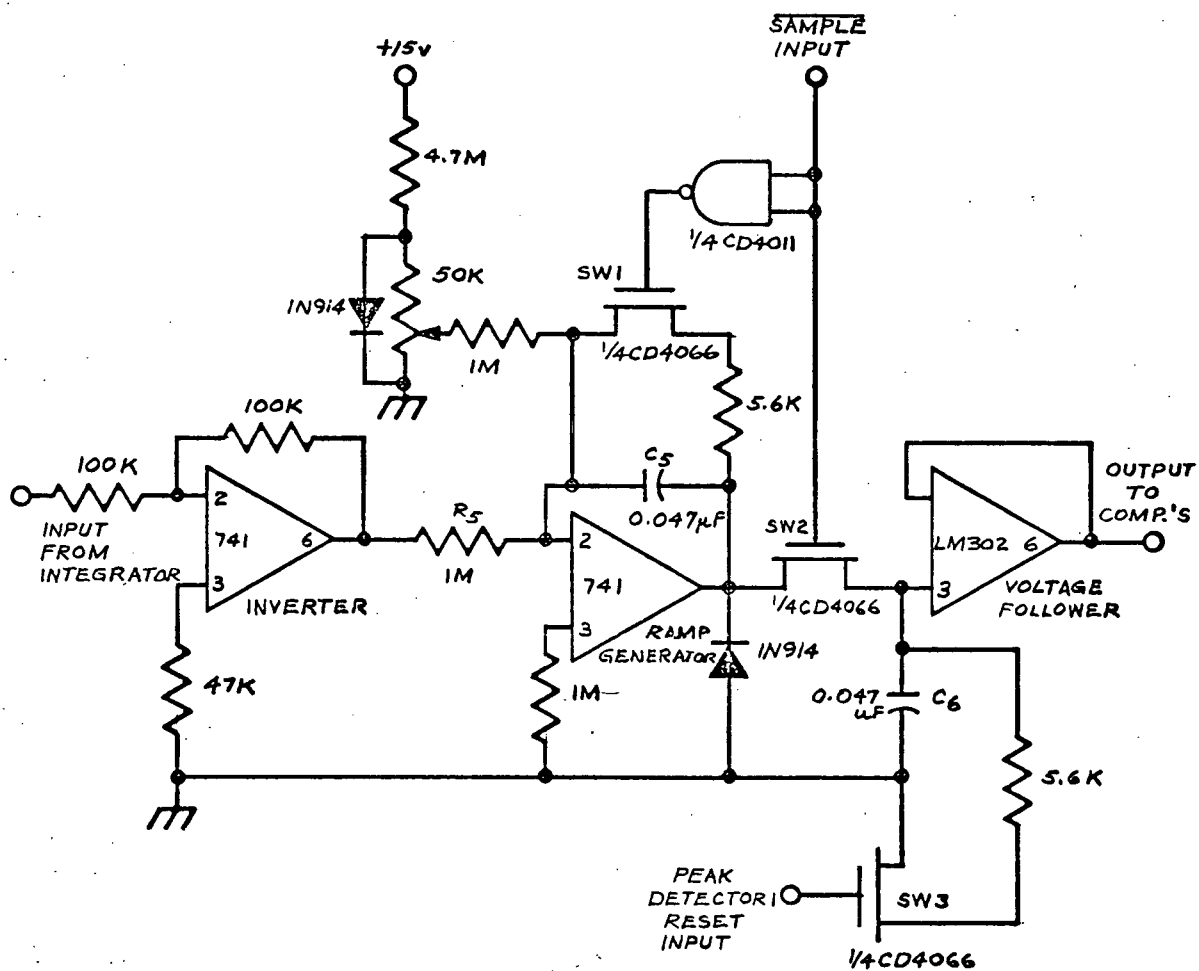 SAMPLE
INPUT
+15v
4.7M
1/4 CD4011
SW1
50K
1N914
1M
1/4CD4066
5.6K
100K
100K
C5
0.047µF
R5
1M
SW2
INPUT
FROM
INTEGRATOR
2
741
6
3
INVERTER
2
741
3
RAMP
GENERATOR
1N914
1/4CD4066
LM302 6
3
VOLTAGE
FOLLOWER
OUTPUT
TO
COMP.'S
47K
1M
0.047
µF
C6
5.6K
PEAK
DETECTOR
RESET
INPUT
SW3
1/4CD4066